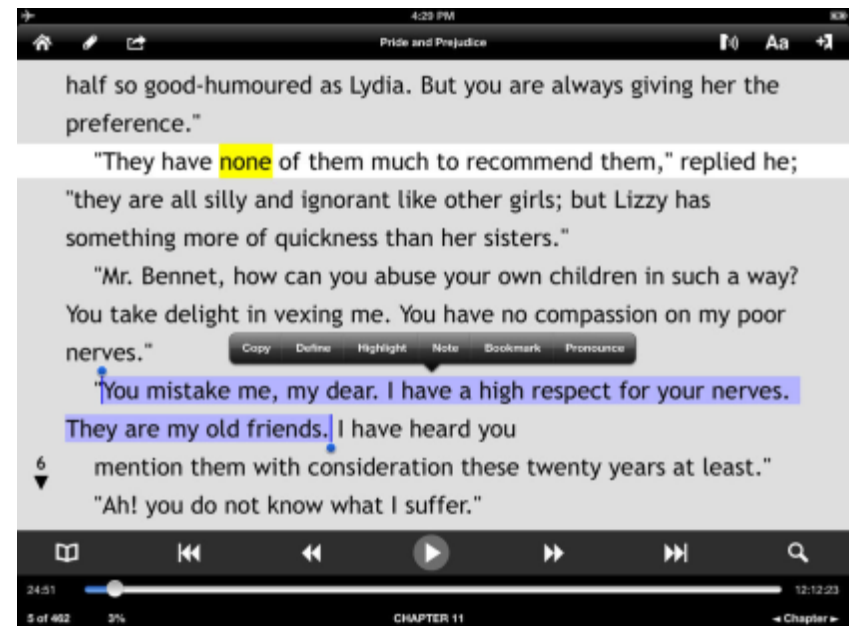 4:29 PM
Pride and Prejudice
Aa
half so good-humoured as Lydia. But you are always giving her the
preference."
"They have none of them much to recommend them," replied he;
"they are all silly and ignorant like other girls; but Lizzy has
something more of quickness than her sisters."
"Mr. Bennet, how can you abuse your own children in such a way?
You take delight in vexing me. You have no compassion on my poor
nerves."
Copy Define Highlight Note Bookmark Pronounce
"You mistake me, my dear. I have a high respect for your nerves.
They are my old friends. I have heard you
6
mention them with consideration these twenty years at least."
"Ah! you do not know what I suffer."
24:51 12:12:23
5 of 462 3% CHAPTER 11 ◄ Chapter ►